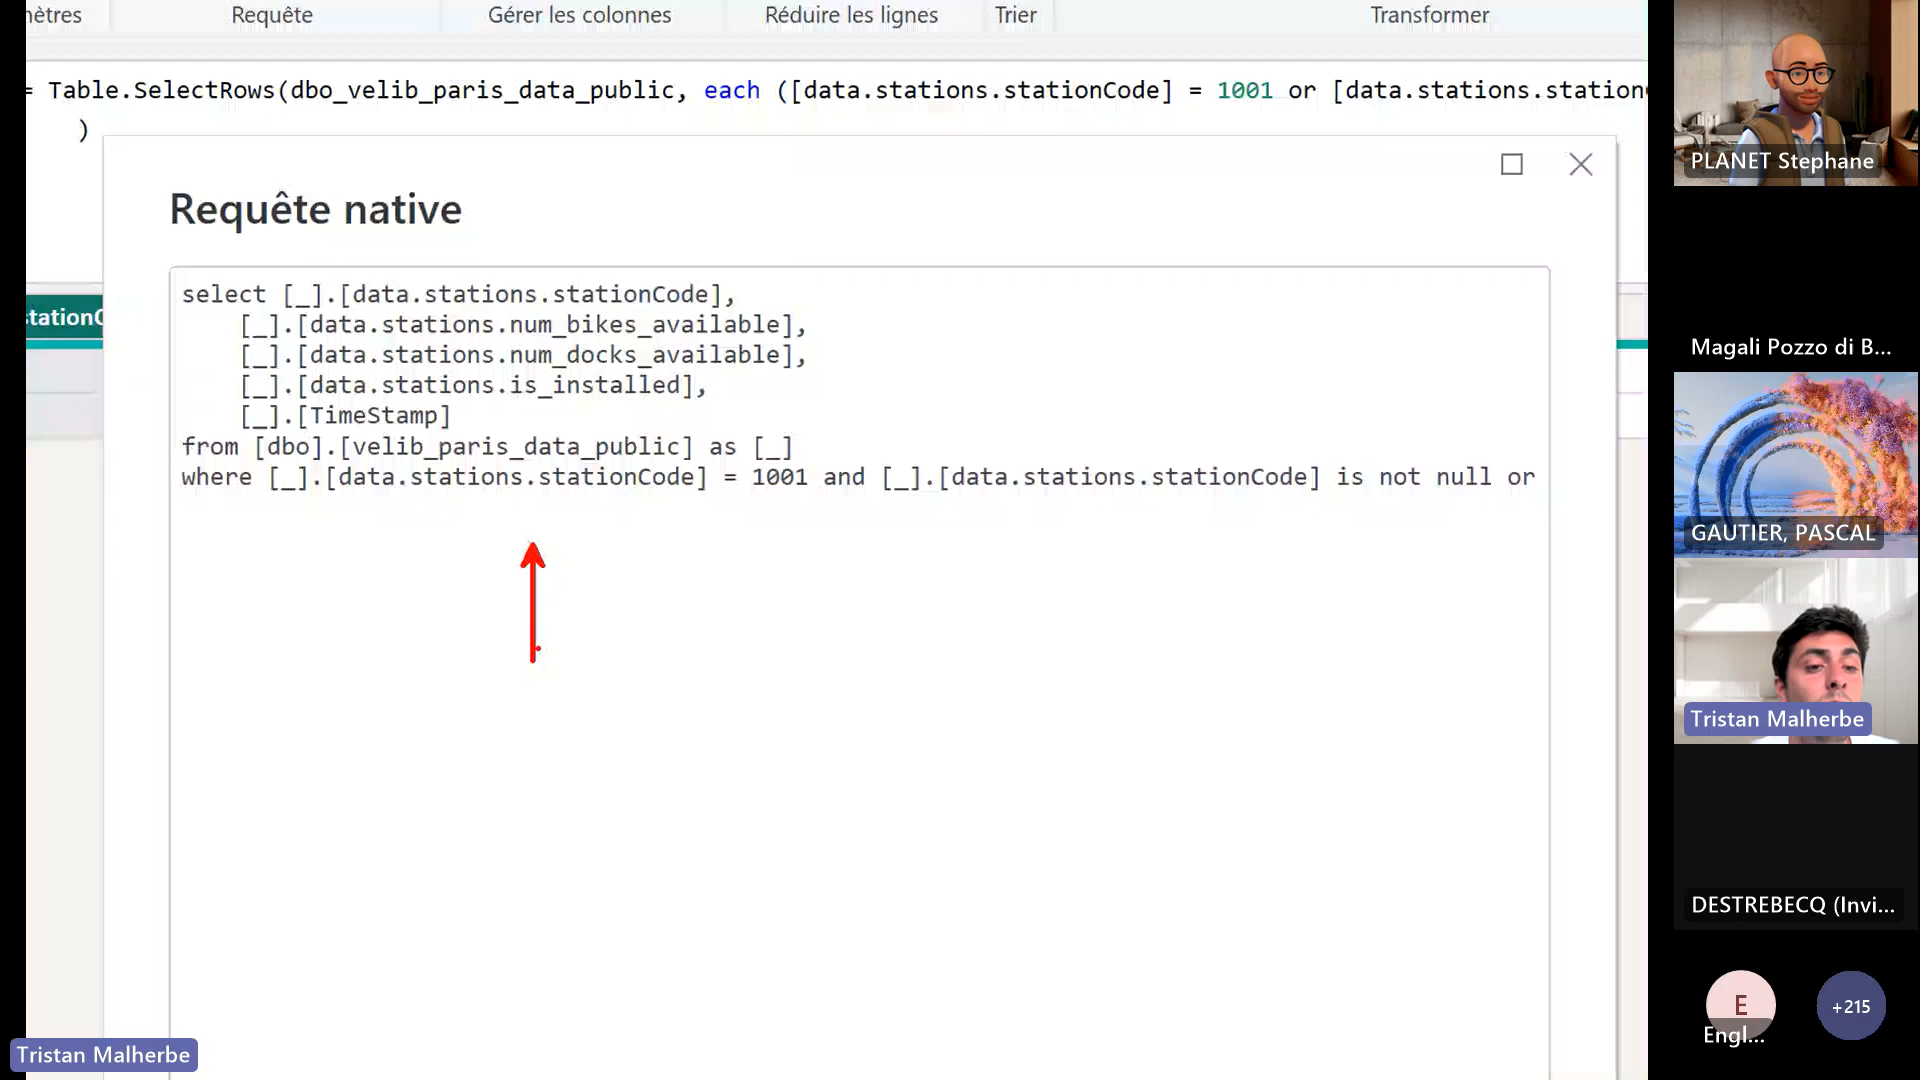 Requête
Gérer les colonnes
Réduire les lignes
Trier
Transformer
= Table.SelectRows(dbo_velib_paris_data_public, each ([data.stations.stationCode] = 1001 or [data.stations.station
)
Requête native
select [_].[data.stations.stationCode],
[_].[data.stations.num_bikes_available],
[_].[data.stations.num_docks_available],
[_].[data.stations.is_installed],
[_].[TimeStamp]
from [dbo].[velib_paris_data_public] as [_]
where [_].[data.stations.stationCode] = 1001 and [_].[data.stations.stationCode] is not null or
PLANET Stephane
Magali Pozzo di B...
GAUTIER, PASCAL
Tristan Malherbe
DESTREBECQ (Invi...
E
Engl...
+215
Tristan Malherbe